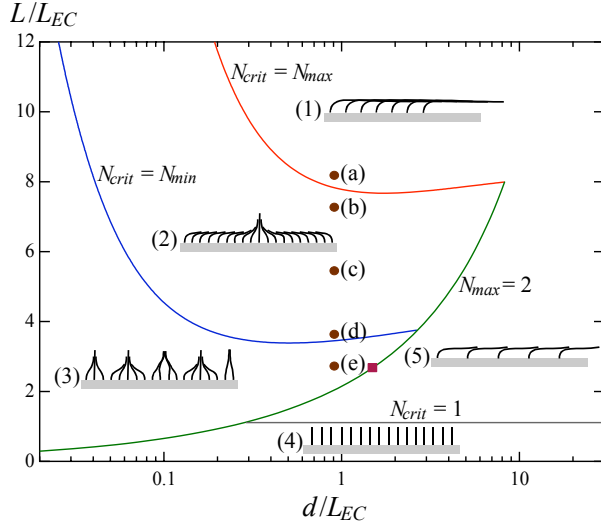 L/L_EC
12
10
8
6
4
2
0
N_crit = N_max
(1)
(a)
N_crit = N_min
(b)
(2)
(c)
N_max = 2
(d)
(5)
(3)
(e)
N_crit = 1
(4)
0.1
1
10
d/L_EC